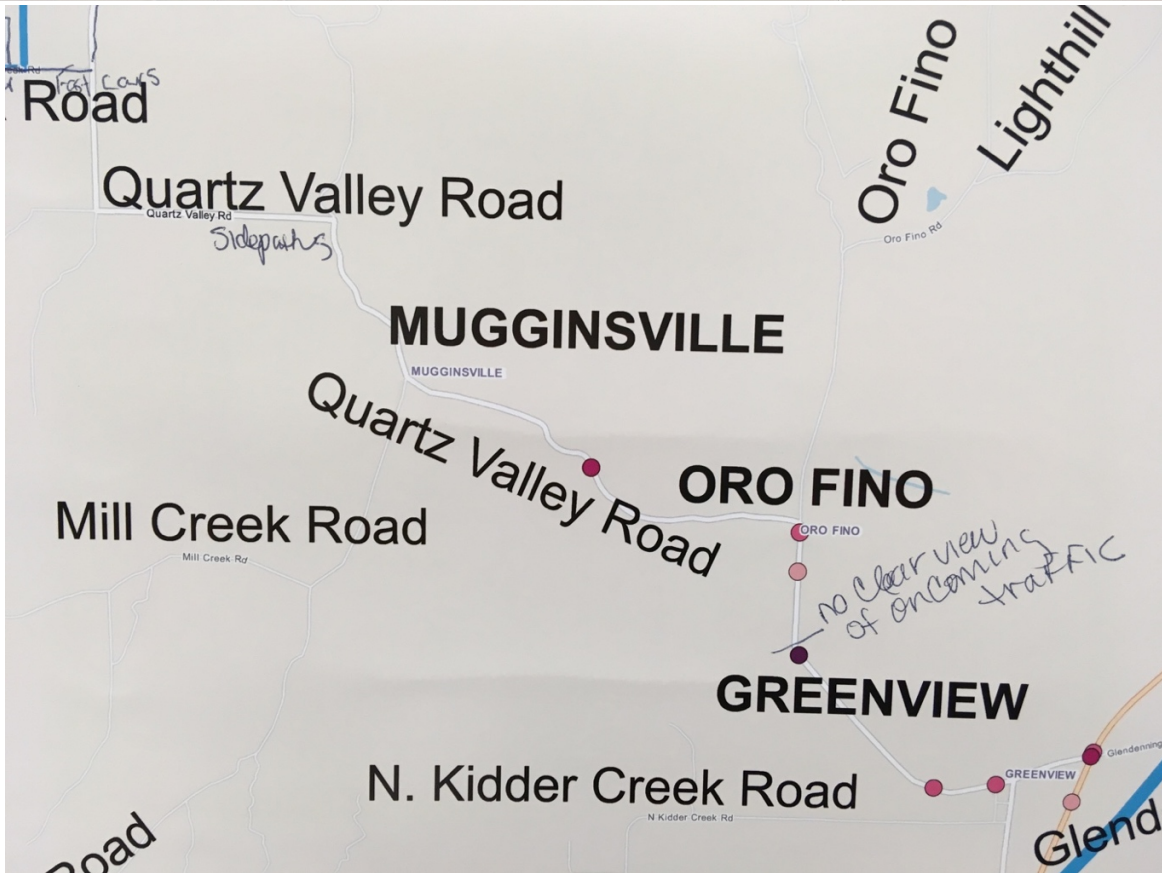 Fast Cars
Road
Oro Fino
Lighthill
Quartz Valley Road
Quartz Valley Rd
Sidepaths
Oro Fino Rd
MUGGINSVILLE
MUGGINSVILLE
Quartz Valley Road
ORO FINO
ORO FINO
Mill Creek Road
Mill Creek Rd
no clear view
of oncoming
traffic
GREENVIEW
Glendenning
GREENVIEW
N. Kidder Creek Road
N Kidder Creek Rd
Glend
Road